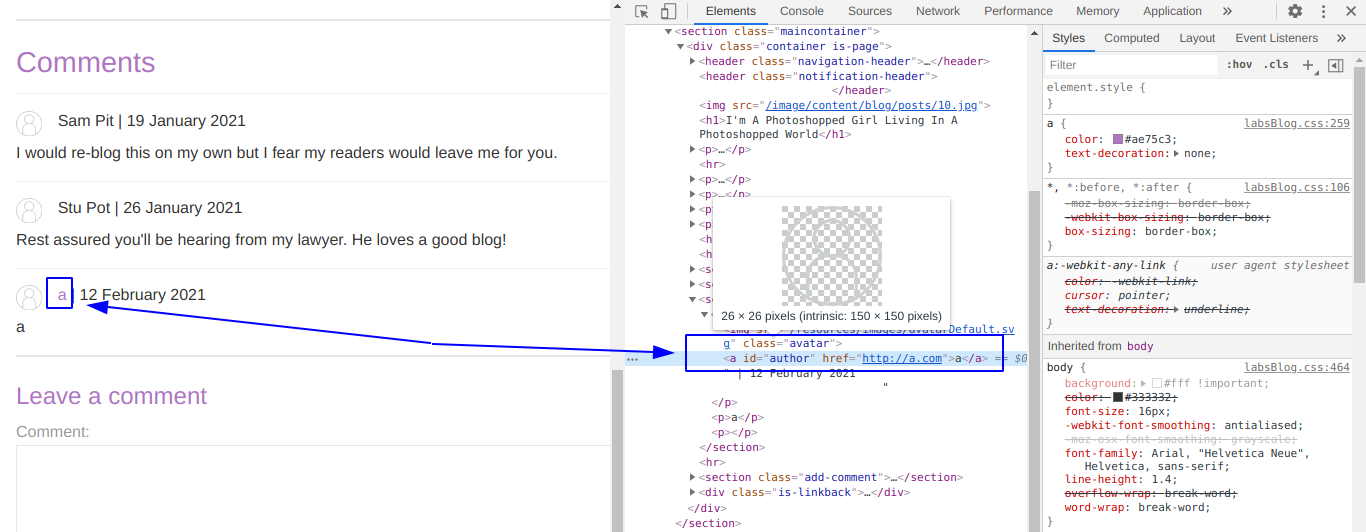 Comments
Sam Pit | 19 January 2021
I would re-blog this on my own but I fear my readers would leave me for you.
Stu Pot | 26 January 2021
Rest assured you'll be hearing from my lawyer. He loves a good blog!
a | 12 February 2021
a
Leave a comment
Comment:
Elements Console Sources Network Performance Memory Application »
<section class="maincontainer">
<div class="container is-page">
<header class="navigation-header">…</header>
<header class="notification-header">
</header>
<img src="/image/content/blog/posts/10.jpg">
<h1>I'm A Photoshopped Girl Living In A
Photoshopped World</h1>
<p>…</p>
<hr>
<p>…</p>
<p>…</p>
<p
<p
<h
<h
<se
<se
<se
26 × 26 pixels (intrinsic: 150 × 150 pixels)
<img src="/resources/images/avatarDefault.sv
g" class="avatar">
… <a id="author" href="http://a.com">a</a> == $0
" | 12 February 2021
"
</p>
<p>a</p>
<p></p>
</section>
<hr>
<section class="add-comment">…</section>
<div class="is-linkback">…</div>
</div>
</section>
Styles Computed Layout Event Listeners »
Filter :hov .cls +
element.style {
}
a { labsBlog.css:259
color: #ae75c3;
text-decoration: none;
}
*, *:before, *:after { labsBlog.css:106
-moz-box-sizing: border-box;
-webkit-box-sizing: border-box;
box-sizing: border-box;
}
a:-webkit-any-link { user agent stylesheet
color: -webkit-link;
cursor: pointer;
text-decoration: underline;
}
Inherited from body
body { labsBlog.css:464
background: #fff !important;
color: #333332;
font-size: 16px;
-webkit-font-smoothing: antialiased;
-moz-osx-font-smoothing: grayscale;
font-family: Arial, "Helvetica Neue",
Helvetica, sans-serif;
line-height: 1.4;
overflow-wrap: break-word;
word-wrap: break-word;
}